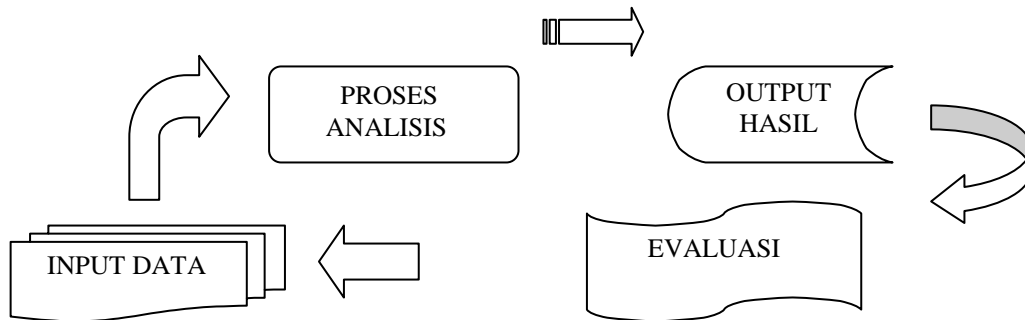 PROSES
ANALISIS
OUTPUT
HASIL
INPUT DATA
EVALUASI